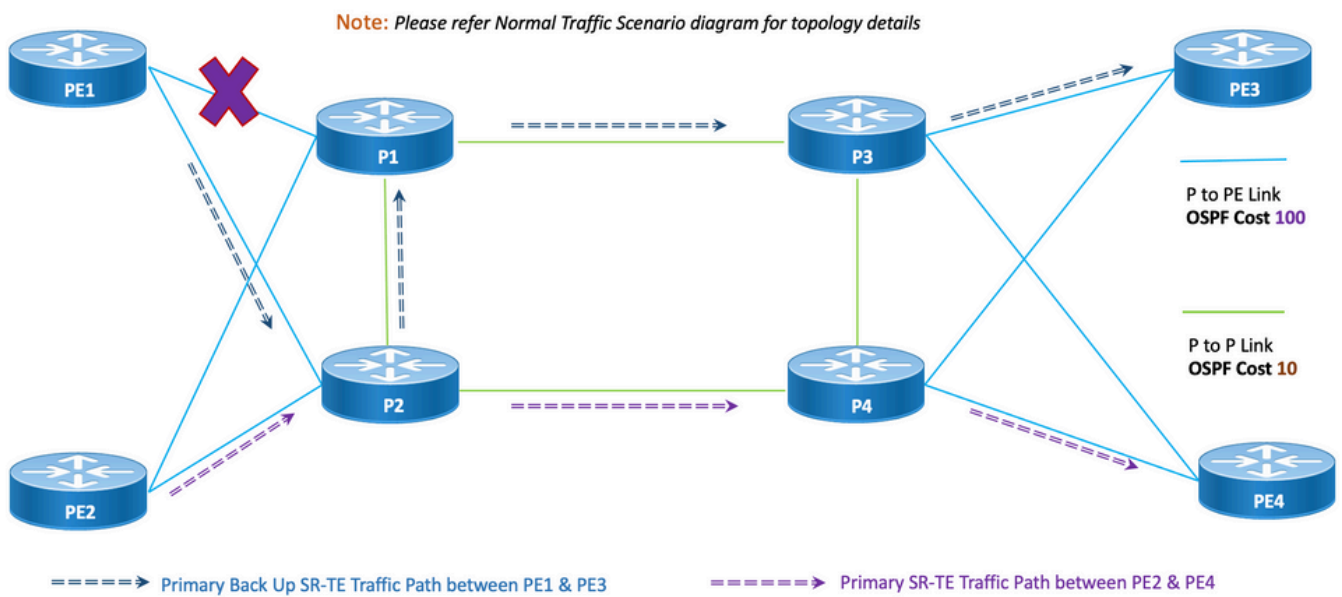 Note: Please refer Normal Traffic Scenario diagram for topology details
PE1
P1
P3
PE3
P to PE Link
OSPF Cost 100
P to P Link
OSPF Cost 10
P2
P4
PE2
PE4
Primary Back Up SR-TE Traffic Path between PE1 & PE3
Primary SR-TE Traffic Path between PE2 & PE4